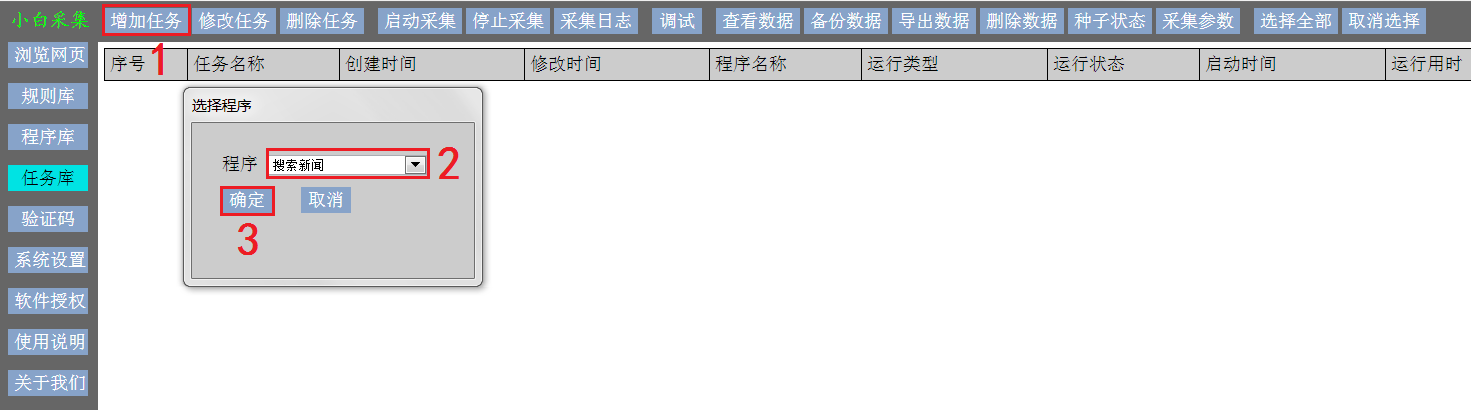 小白采集 增加任务 修改任务 删除任务 启动采集 停止采集 采集日志 调试 查看数据 备份数据 导出数据 删除数据 种子状态 采集参数 选择全部 取消选择
浏览网页
1
序号 任务名称 创建时间 修改时间 程序名称 运行类型 运行状态 启动时间 运行用时
规则库
选择程序
程序库
程序 搜索新闻 2
任务库
确定 取消
验证码
3
系统设置
软件授权
使用说明
关于我们